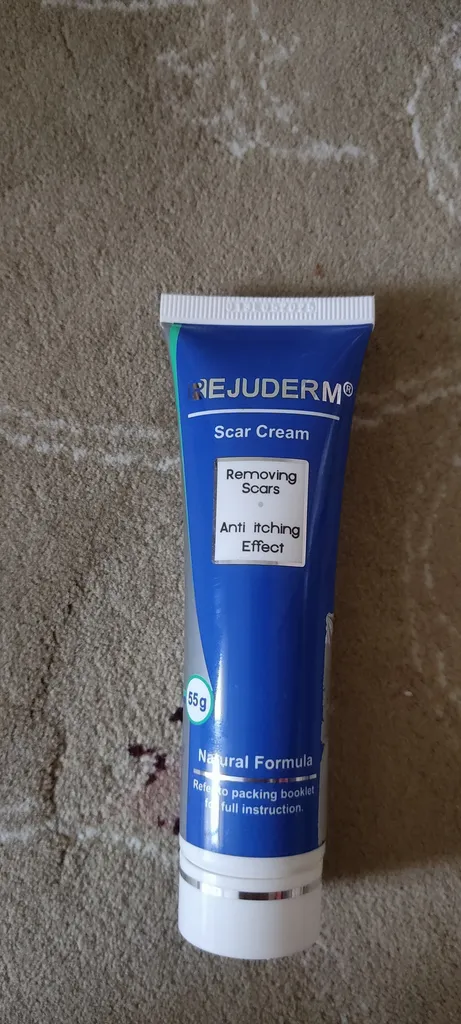 REJUDERM®
Scar Cream
Removing
Scars
Anti itching
Effect
55g
Natural Formula
Refer to packing booklet
for full instruction.